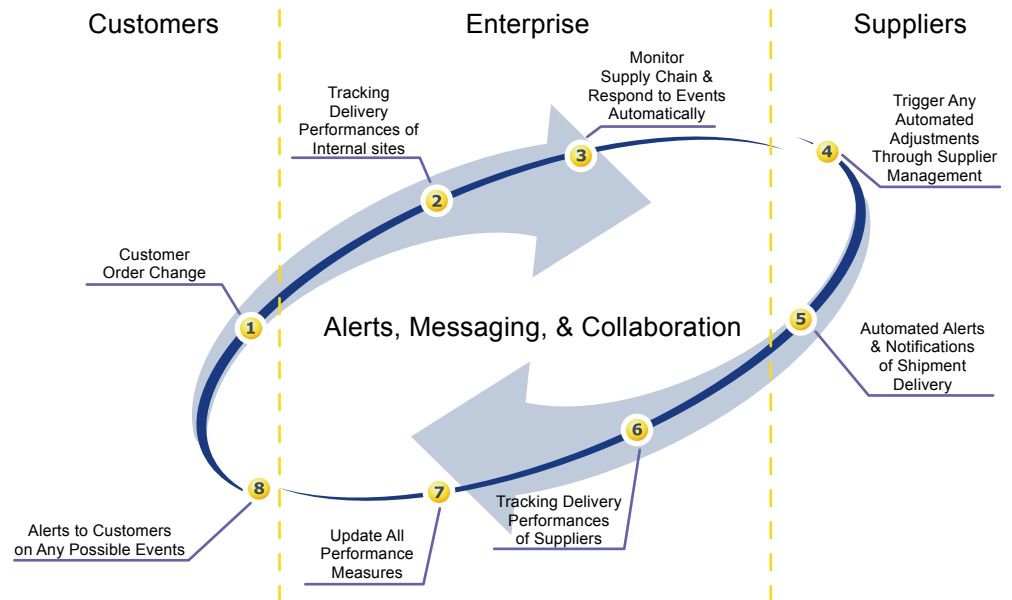 Customers
Enterprise
Suppliers
Monitor
Supply Chain &
Respond to Events
Automatically
Tracking
Delivery
Performances of
Internal sites
Trigger Any
Automated
Adjustments
Through Supplier
Management
3
4
2
Customer
Order Change
1
Alerts, Messaging, & Collaboration
5
Automated Alerts
& Notifications
of Shipment
Delivery
6
8
7
Tracking Delivery
Performances
of Suppliers
Alerts to Customers
on Any Possible Events
Update All
Performance
Measures